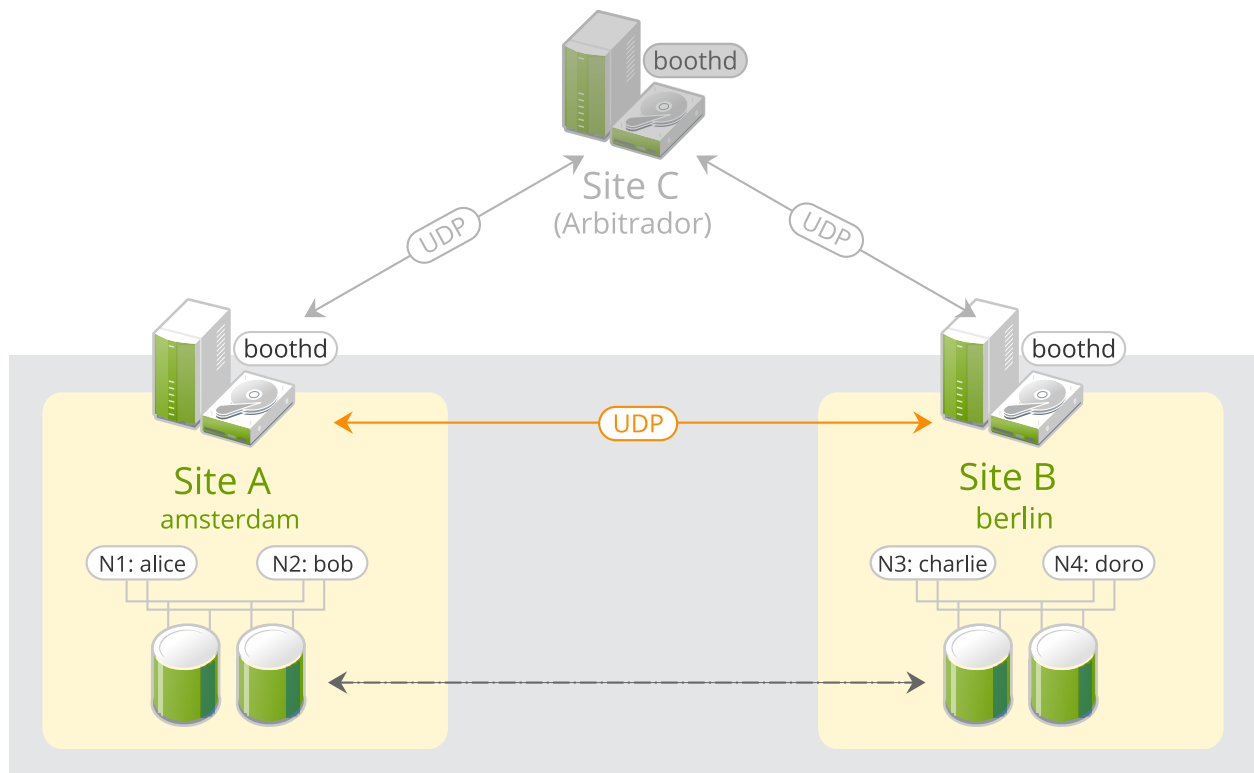 boothd
Site C
(Arbitrador)
UDP
UDP
boothd
boothd
UDP
Site A
amsterdam
Site B
berlin
N1: alice
N2: bob
N3: charlie
N4: doro